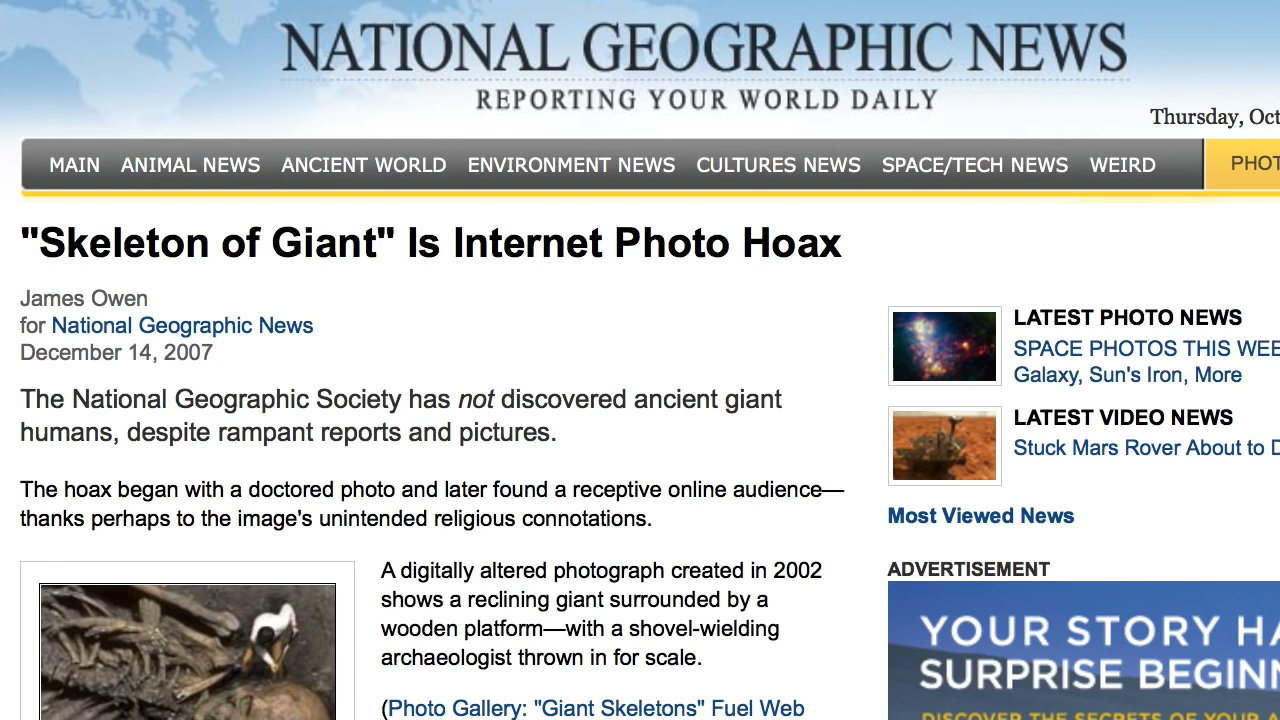 NATIONAL GEOGRAPHIC NEWS
REPORTING YOUR WORLD DAILY
Thursday, Oct
MAIN ANIMAL NEWS ANCIENT WORLD ENVIRONMENT NEWS CULTURES NEWS SPACE/TECH NEWS WEIRD PHOT
"Skeleton of Giant" Is Internet Photo Hoax
James Owen
for National Geographic News
December 14, 2007
The National Geographic Society has not discovered ancient giant
humans, despite rampant reports and pictures.
The hoax began with a doctored photo and later found a receptive online audience—
thanks perhaps to the image's unintended religious connotations.
A digitally altered photograph created in 2002
shows a reclining giant surrounded by a
wooden platform—with a shovel-wielding
archaeologist thrown in for scale.
(Photo Gallery: "Giant Skeletons" Fuel Web
LATEST PHOTO NEWS
SPACE PHOTOS THIS WEE
Galaxy, Sun's Iron, More
LATEST VIDEO NEWS
Stuck Mars Rover About to D
Most Viewed News
ADVERTISEMENT
YOUR STORY HA
SURPRISE BEGINN
DISCOVER THE SECRETS OF YOUR A